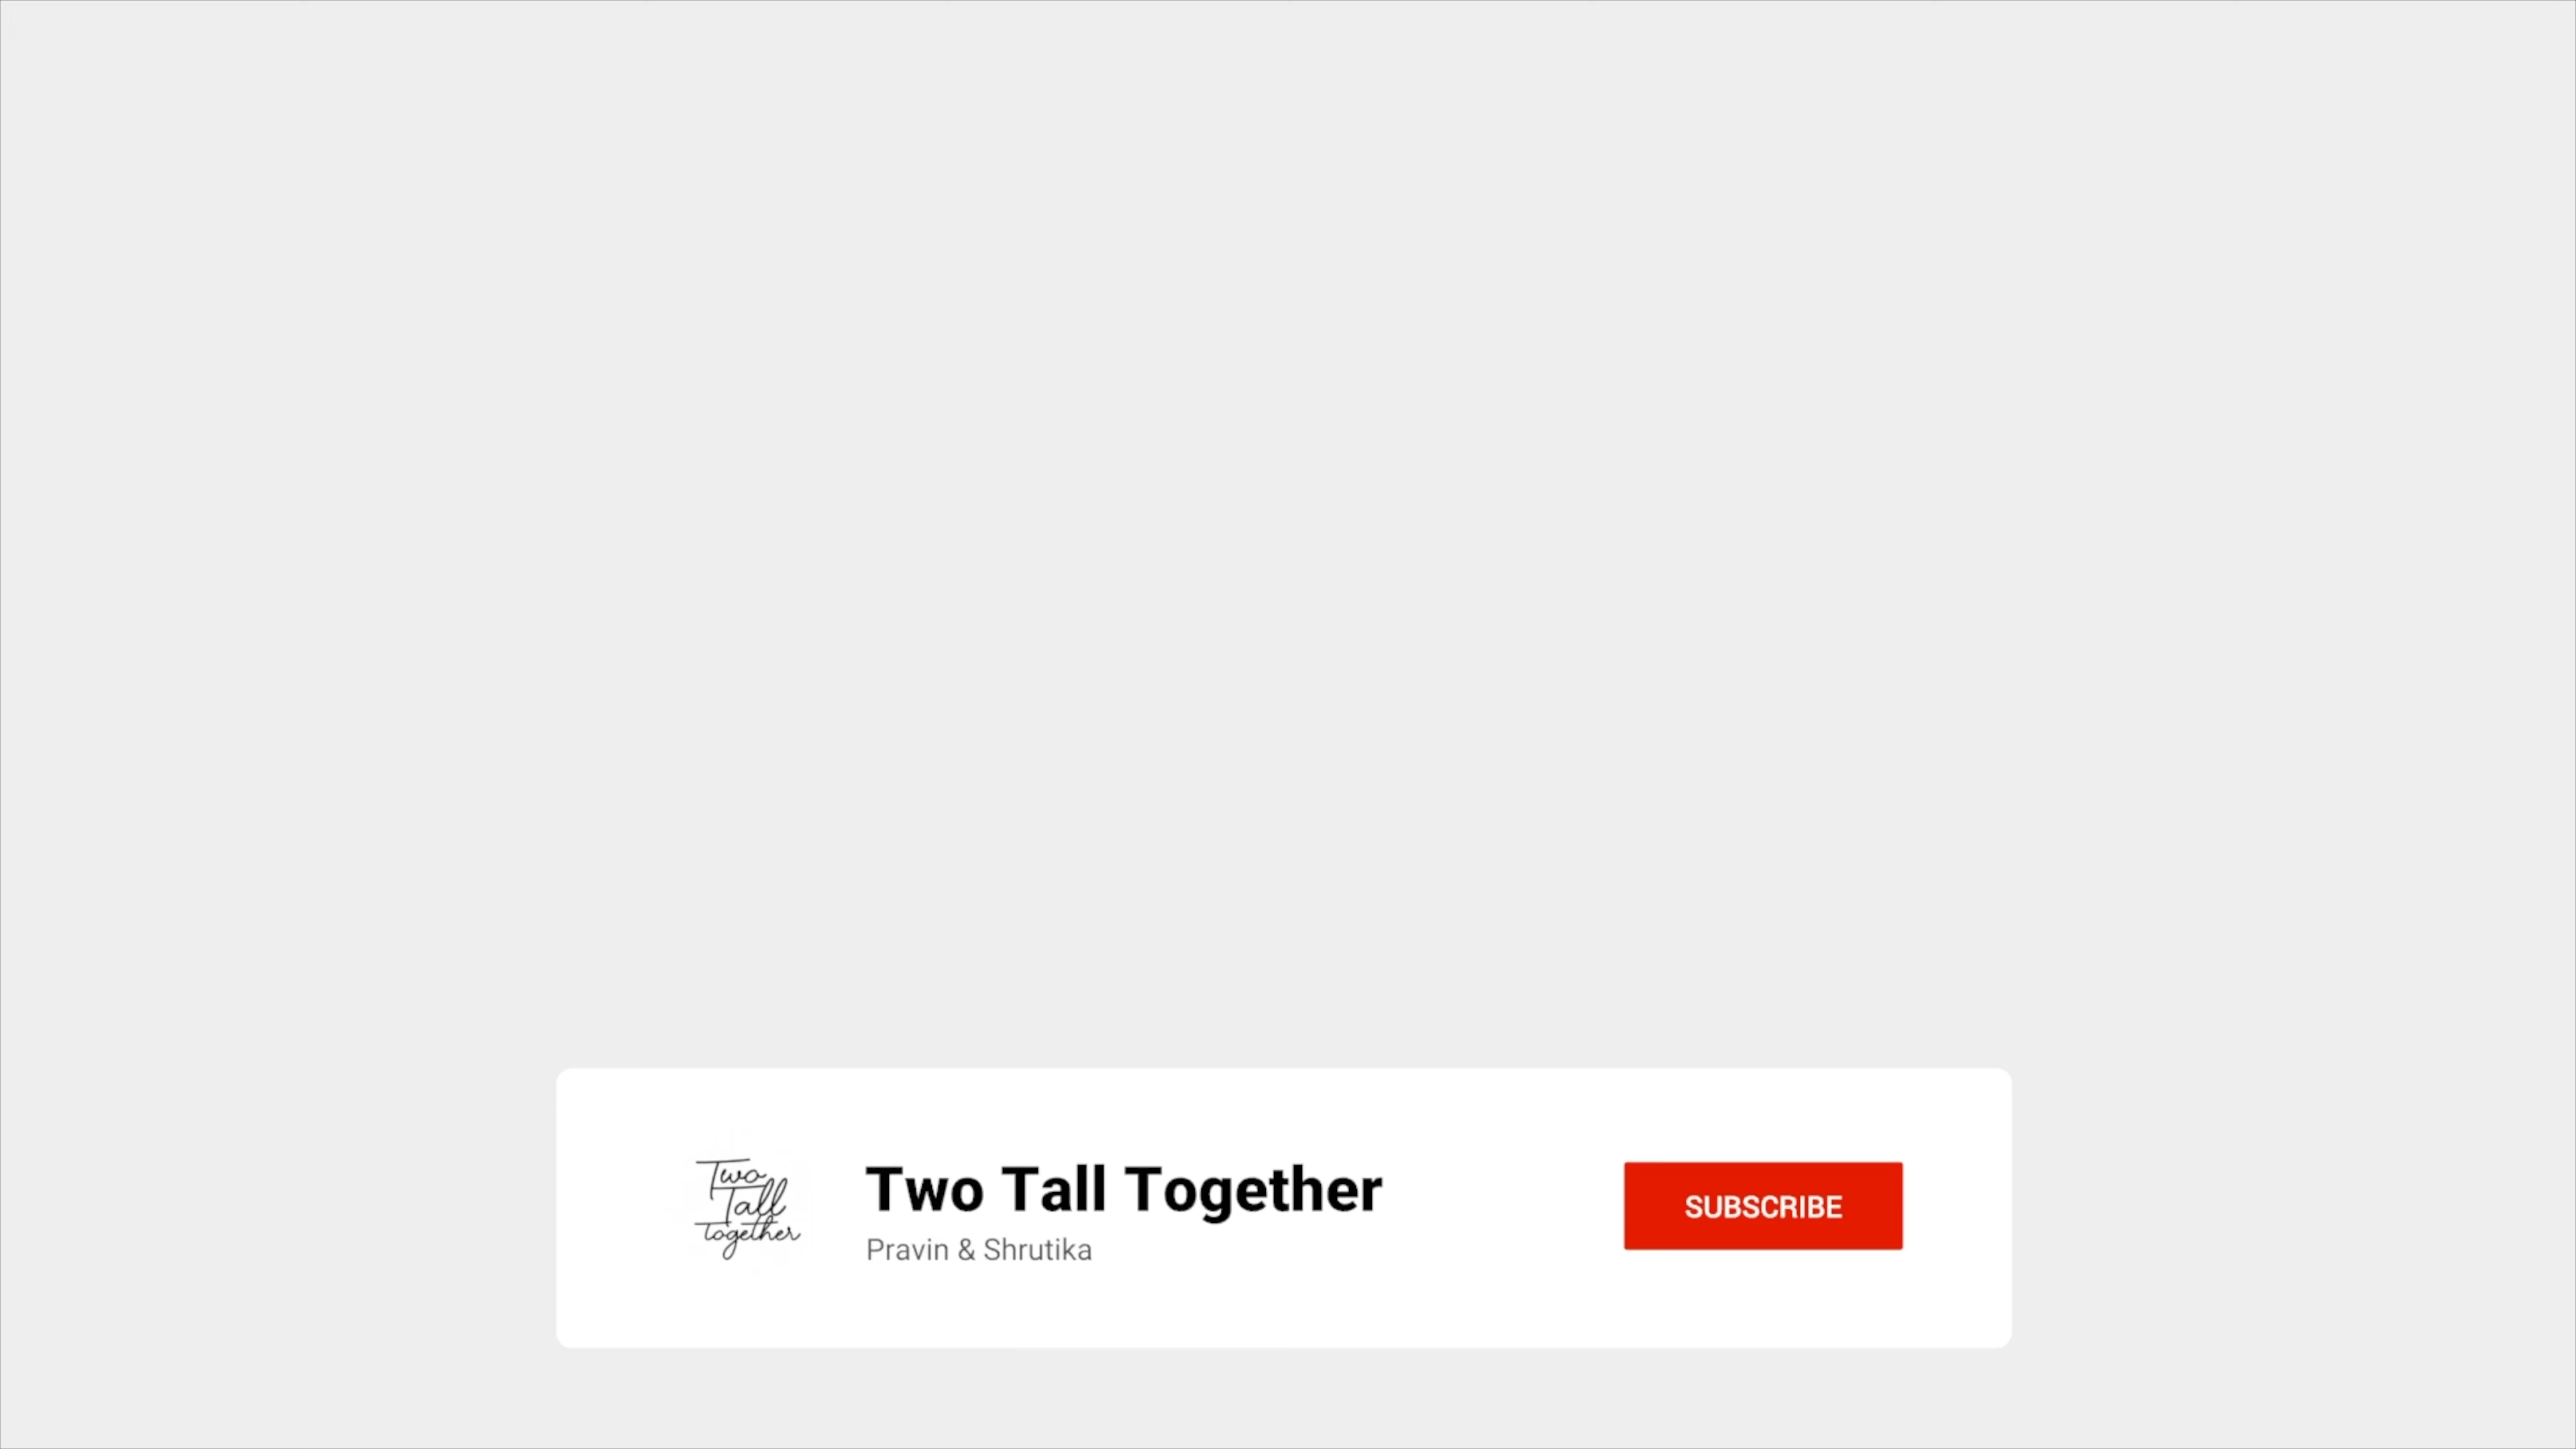 Two
Tall
Together
Two Tall Together
Pravin & Shrutika
SUBSCRIBE